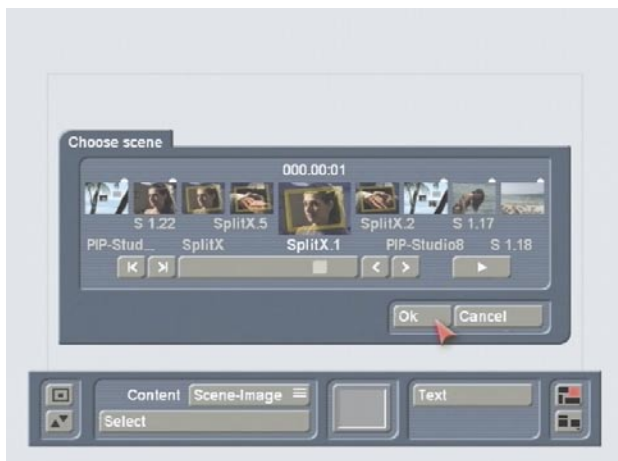 Choose scene
000.00:01
S 1.22 SplitX.5 SplitX.2 S 1.17
PIP-Stud... SplitX SplitX.1 PIP-Studio8 S 1.18
Ok Cancel
Content Scene-Image Text
Select